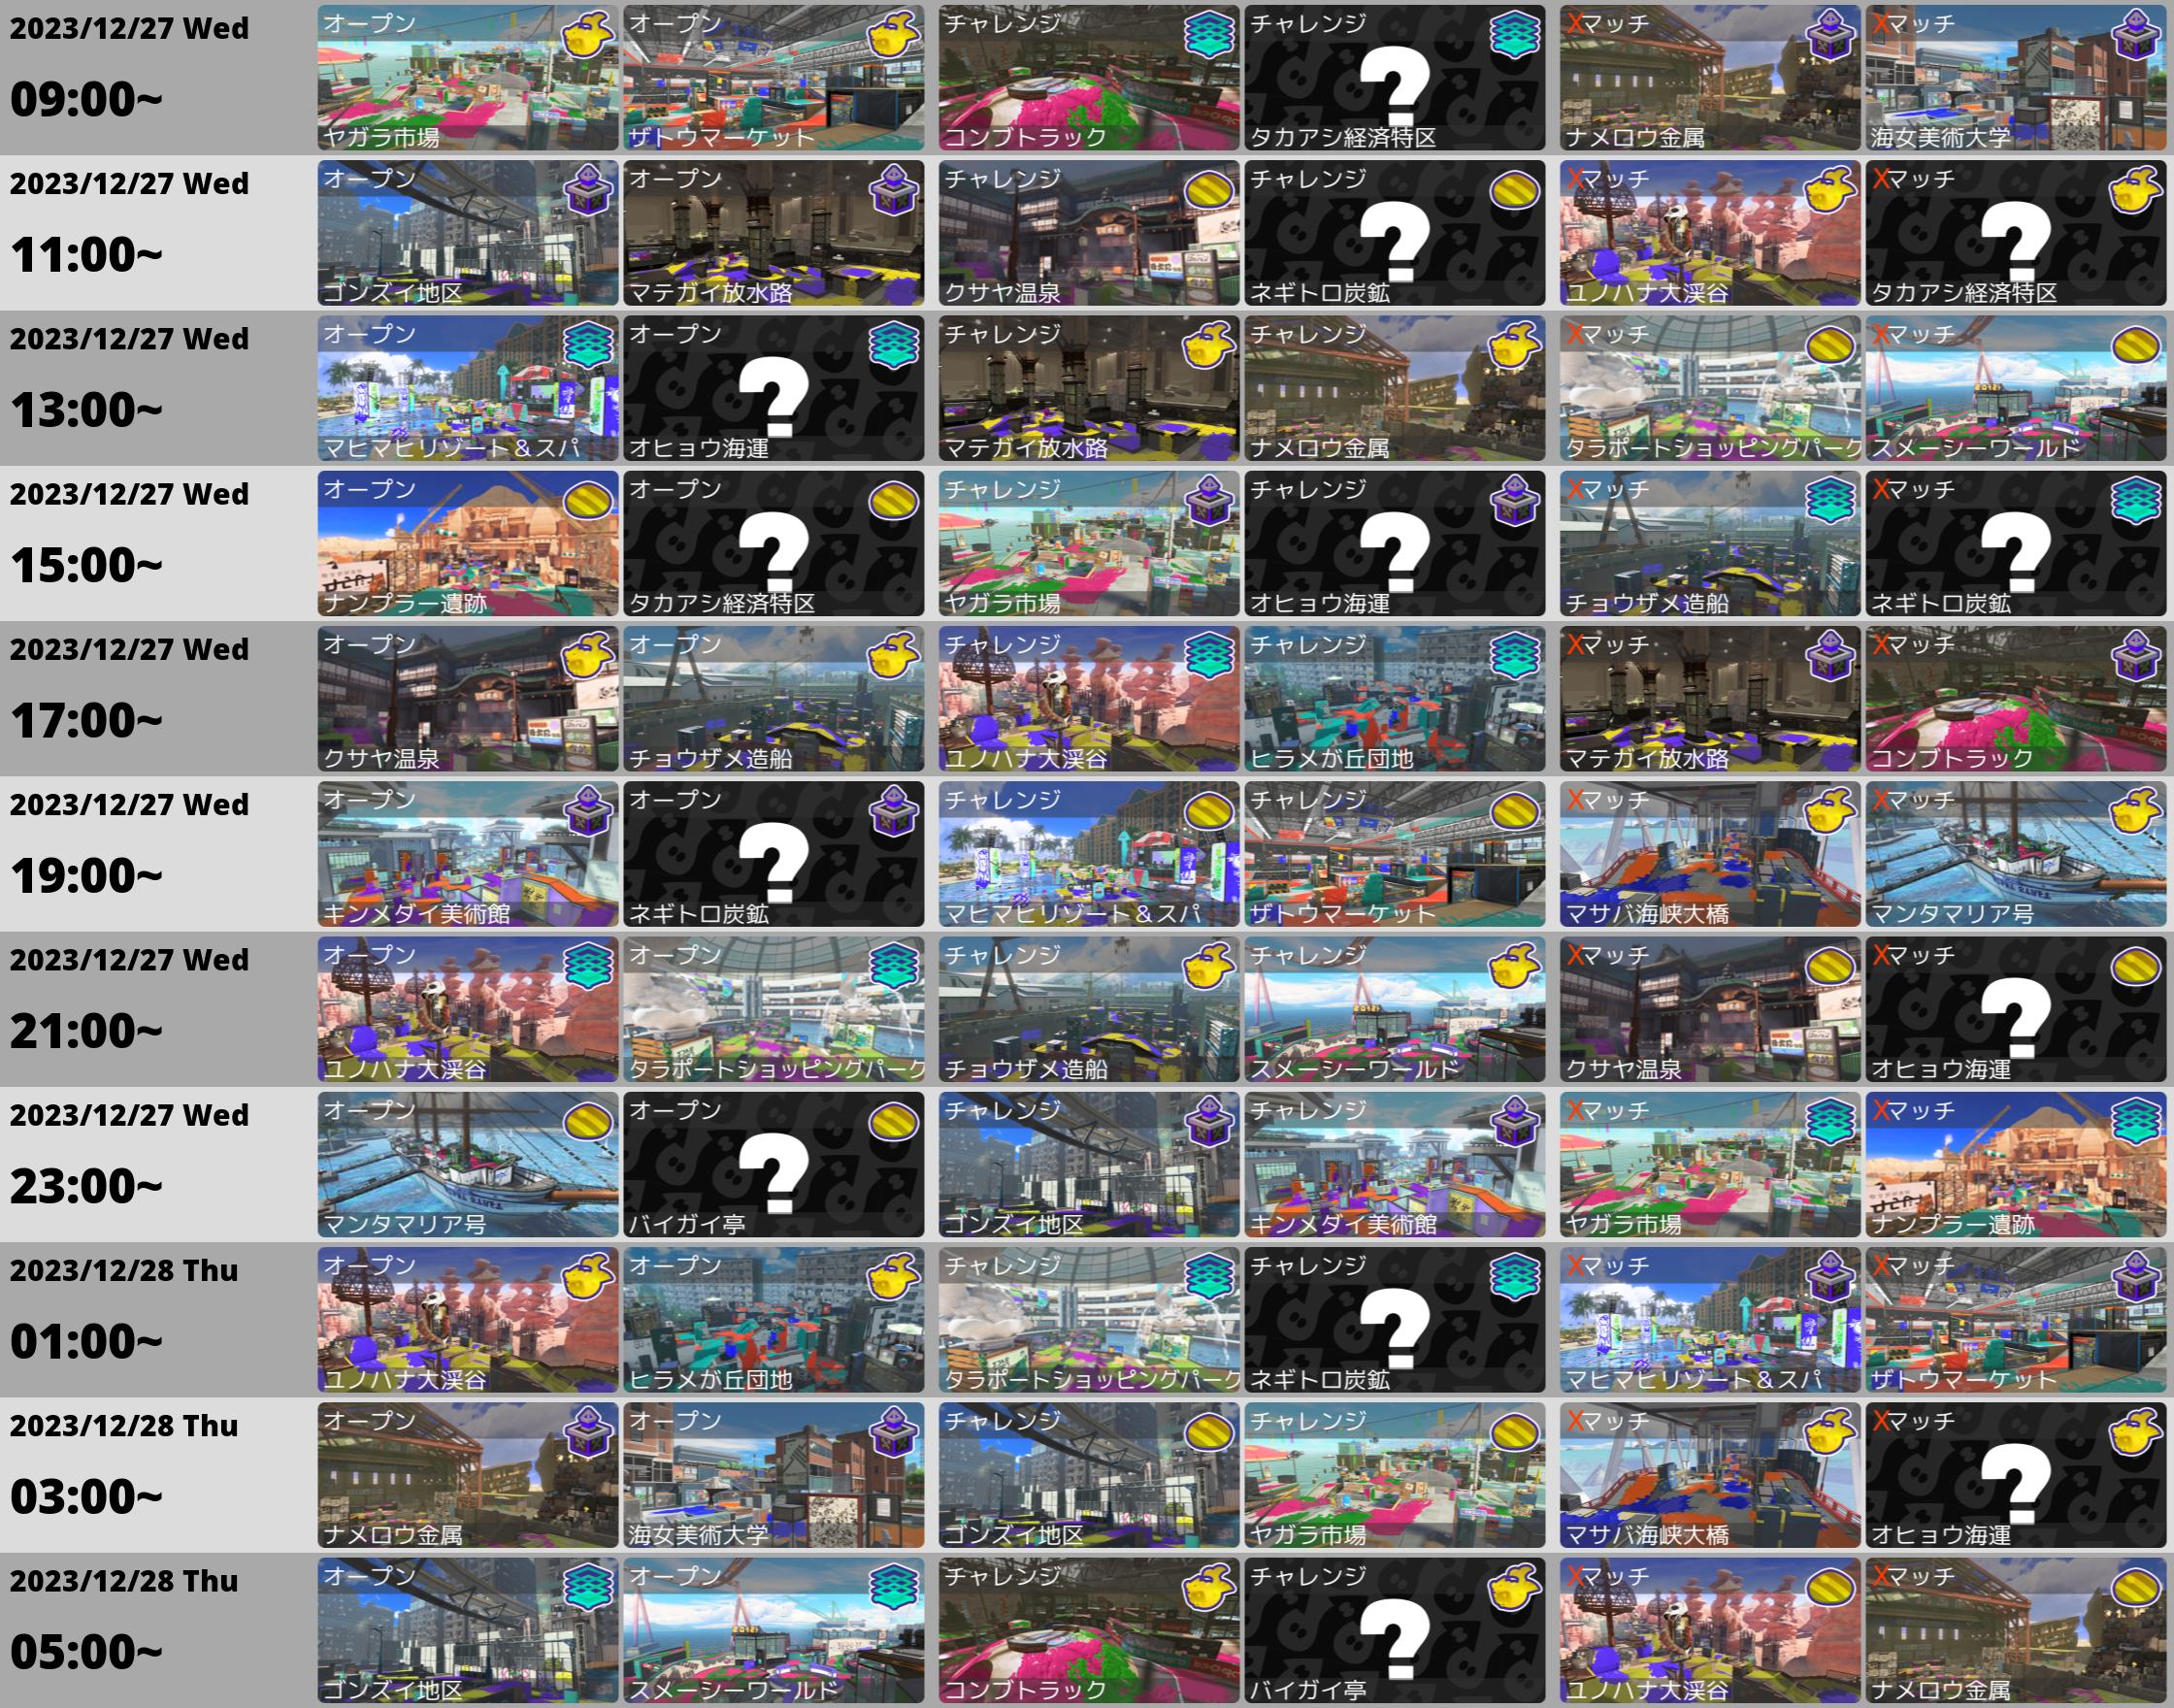 2023/12/27 Wed
09:00~
オープン
ヤガラ市場
オープン
ザトウマーケット
チャレンジ
コンブトラック
チャレンジ
?
タカアシ経済特区
Xマッチ
ナメロウ金属
Xマッチ
海女美術大学
2023/12/27 Wed
11:00~
オープン
ゴンズイ地区
オープン
マテガイ放水路
チャレンジ
クサヤ温泉
チャレンジ
?
ネギトロ炭鉱
Xマッチ
ユノハナ大渓谷
Xマッチ
?
タカアシ経済特区
2023/12/27 Wed
13:00~
オープン
マヒマヒリゾート&スパ
オープン
?
オヒョウ海運
チャレンジ
マテガイ放水路
チャレンジ
ナメロウ金属
Xマッチ
タラポートショッピングパーク
Xマッチ
スメーシーワールド
2023/12/27 Wed
15:00~
オープン
ナンプラー遺跡
オープン
?
タカアシ経済特区
チャレンジ
ヤガラ市場
チャレンジ
?
オヒョウ海運
Xマッチ
チョウザメ造船
Xマッチ
?
ネギトロ炭鉱
2023/12/27 Wed
17:00~
オープン
クサヤ温泉
オープン
チョウザメ造船
チャレンジ
ユノハナ大渓谷
チャレンジ
ヒラメが丘団地
Xマッチ
マテガイ放水路
Xマッチ
コンブトラック
2023/12/27 Wed
19:00~
オープン
キンメダイ美術館
オープン
?
ネギトロ炭鉱
チャレンジ
マヒマヒリゾート&スパ
チャレンジ
ザトウマーケット
Xマッチ
マサバ海峡大橋
Xマッチ
マンタマリア号
2023/12/27 Wed
21:00~
オープン
ユノハナ大渓谷
オープン
タラポートショッピングパーク
チャレンジ
チョウザメ造船
チャレンジ
スメーシーワールド
Xマッチ
クサヤ温泉
Xマッチ
?
オヒョウ海運
2023/12/27 Wed
23:00~
オープン
マンタマリア号
オープン
?
バイガイ亭
チャレンジ
ゴンズイ地区
チャレンジ
キンメダイ美術館
Xマッチ
ヤガラ市場
Xマッチ
ナンプラー遺跡
2023/12/28 Thu
01:00~
オープン
ユノハナ大渓谷
オープン
ヒラメが丘団地
チャレンジ
タラポートショッピングパーク
チャレンジ
?
ネギトロ炭鉱
Xマッチ
マヒマヒリゾート&スパ
Xマッチ
ザトウマーケット
2023/12/28 Thu
03:00~
オープン
ナメロウ金属
オープン
海女美術大学
チャレンジ
ゴンズイ地区
チャレンジ
ヤガラ市場
Xマッチ
マサバ海峡大橋
Xマッチ
?
オヒョウ海運
2023/12/28 Thu
05:00~
オープン
ゴンズイ地区
オープン
スメーシーワールド
チャレンジ
コンブトラック
チャレンジ
?
バイガイ亭
Xマッチ
ユノハナ大渓谷
Xマッチ
ナメロウ金属